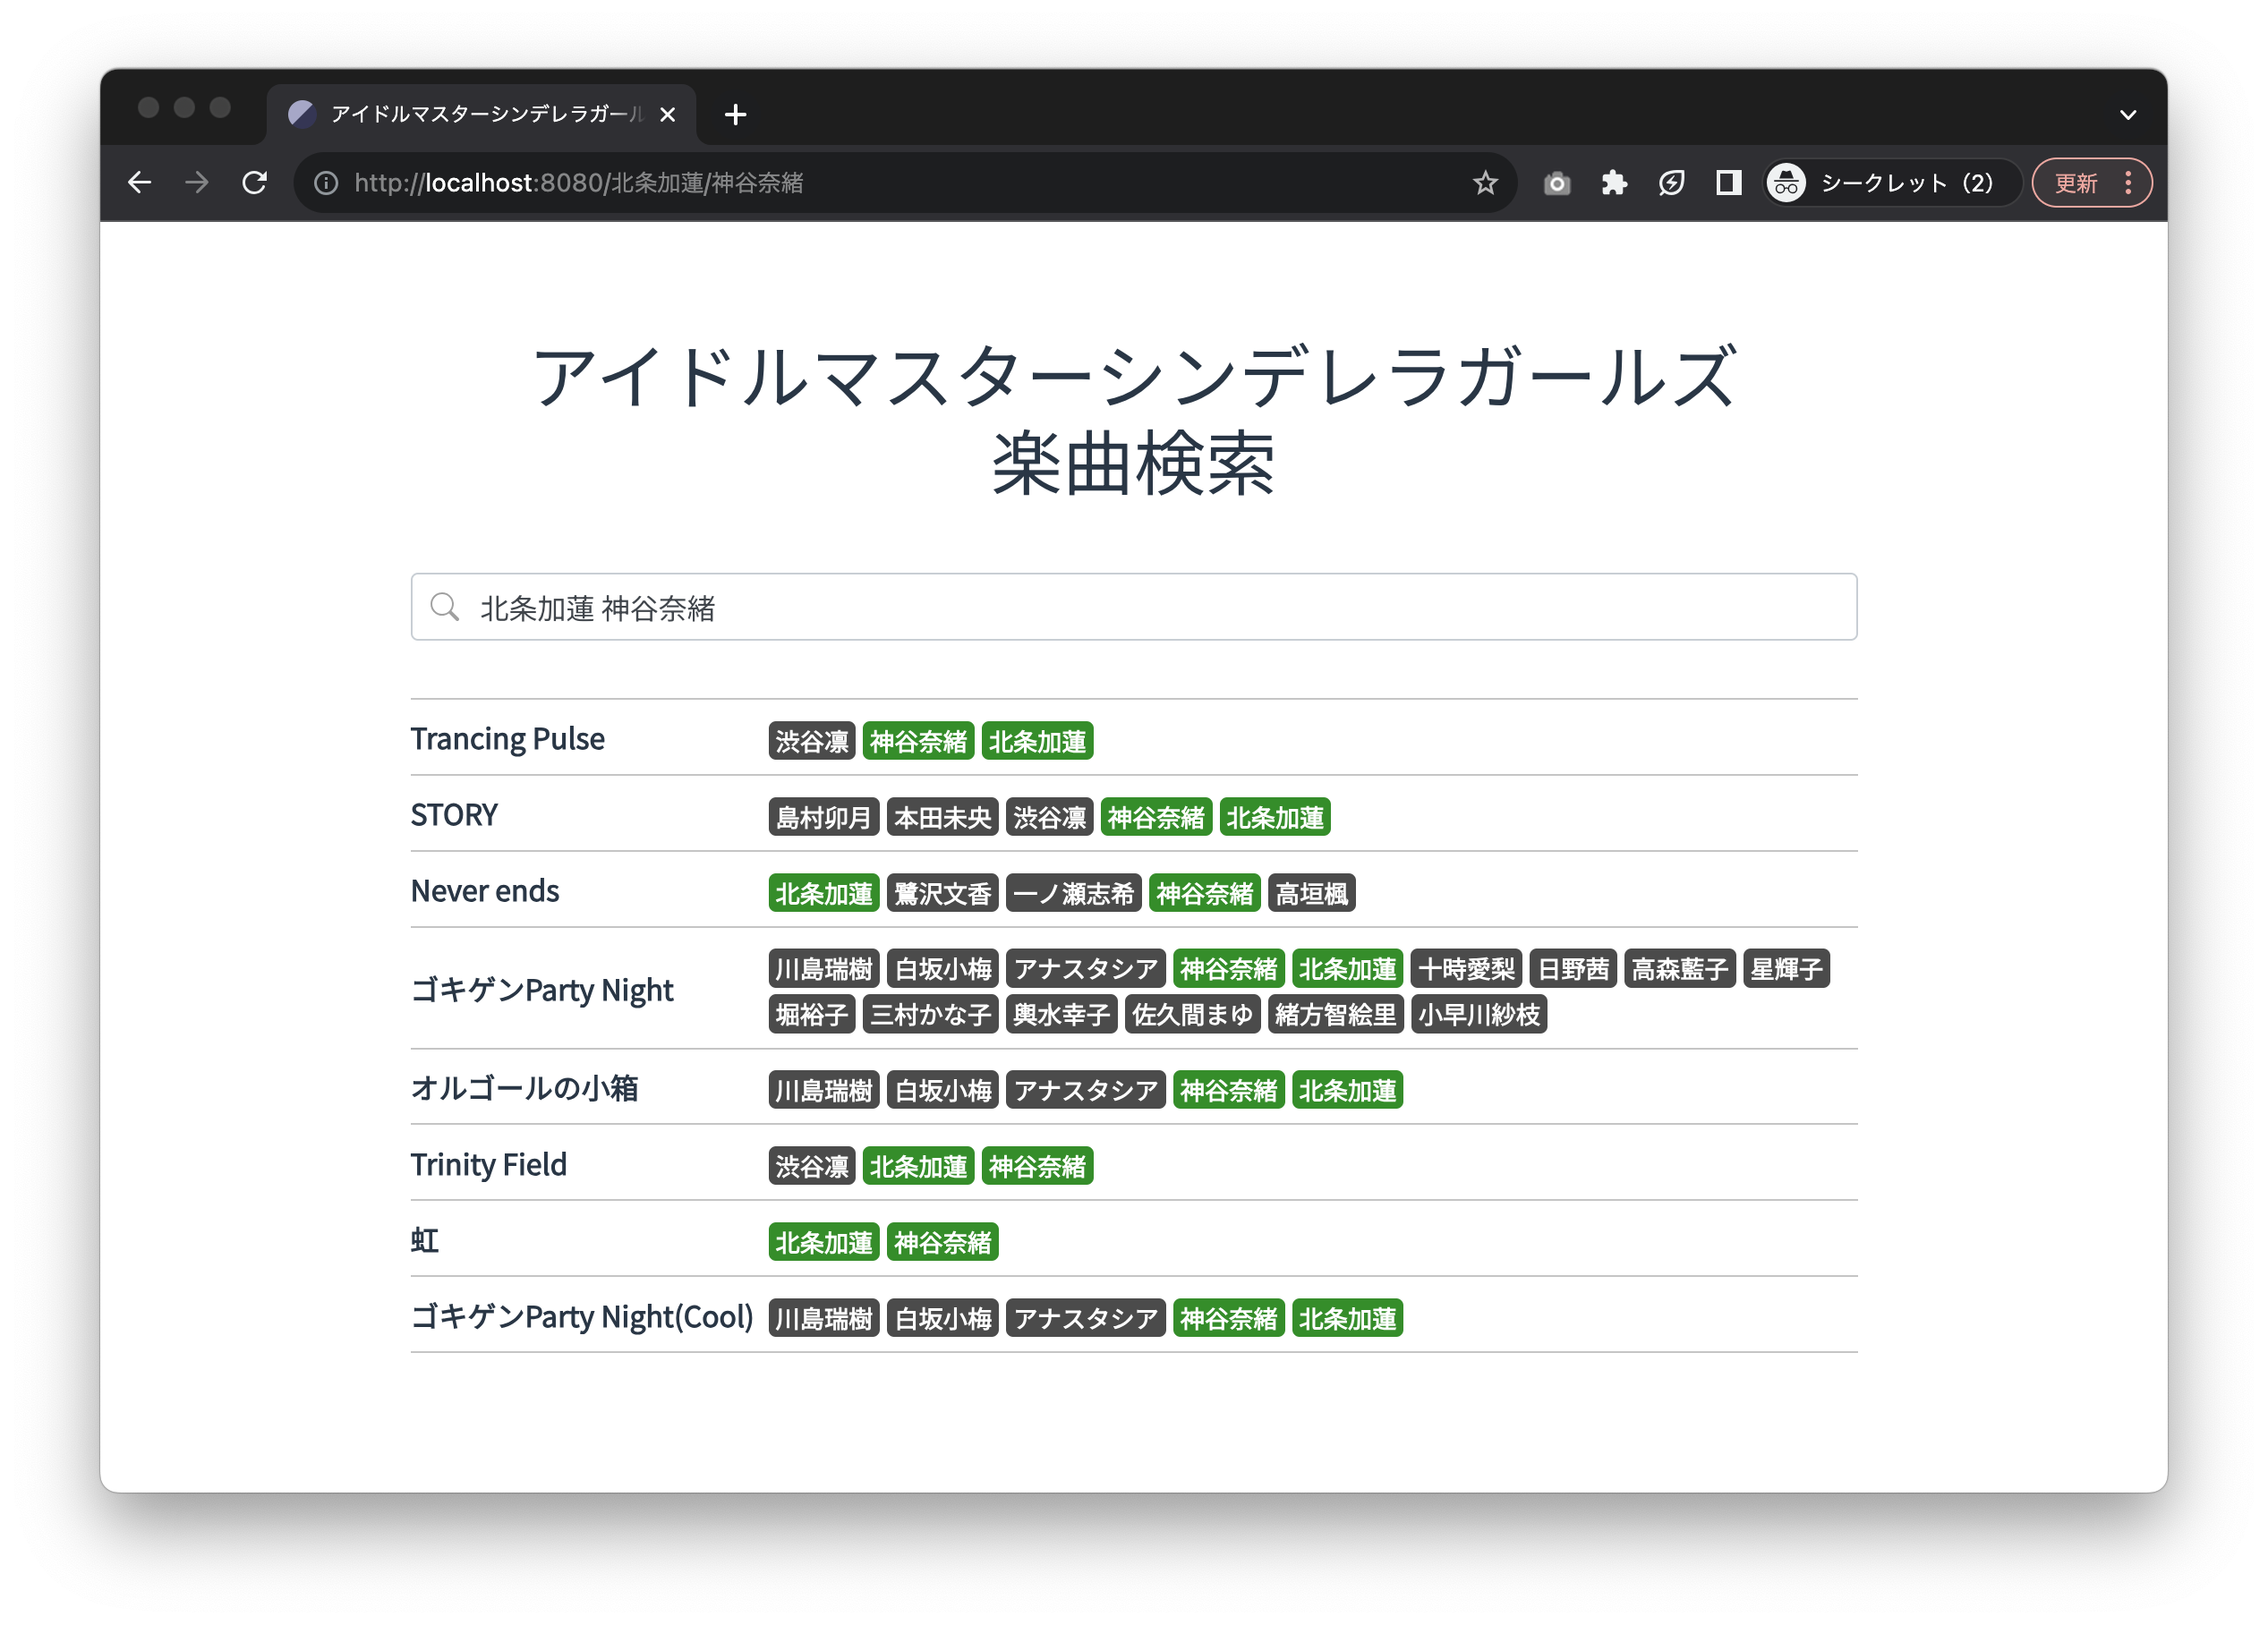 アイドルマスターシンデレラガール
http://localhost:8080/北条加蓮/神谷奈緒
シークレット（2）
更新
アイドルマスターシンデレラガールズ
楽曲検索
北条加蓮 神谷奈緒
Trancing Pulse 渋谷凛 神谷奈緒 北条加蓮
STORY 島村卯月 本田未央 渋谷凛 神谷奈緒 北条加蓮
Never ends 北条加蓮 鷺沢文香 一ノ瀬志希 神谷奈緒 高垣楓
ゴキゲンParty Night 川島瑞樹 白坂小梅 アナスタシア 神谷奈緒 北条加蓮 十時愛梨 日野茜 高森藍子 星輝子
堀裕子 三村かな子 輿水幸子 佐久間まゆ 緒方智絵里 小早川紗枝
オルゴールの小箱 川島瑞樹 白坂小梅 アナスタシア 神谷奈緒 北条加蓮
Trinity Field 渋谷凛 北条加蓮 神谷奈緒
虹 北条加蓮 神谷奈緒
ゴキゲンParty Night(Cool) 川島瑞樹 白坂小梅 アナスタシア 神谷奈緒 北条加蓮